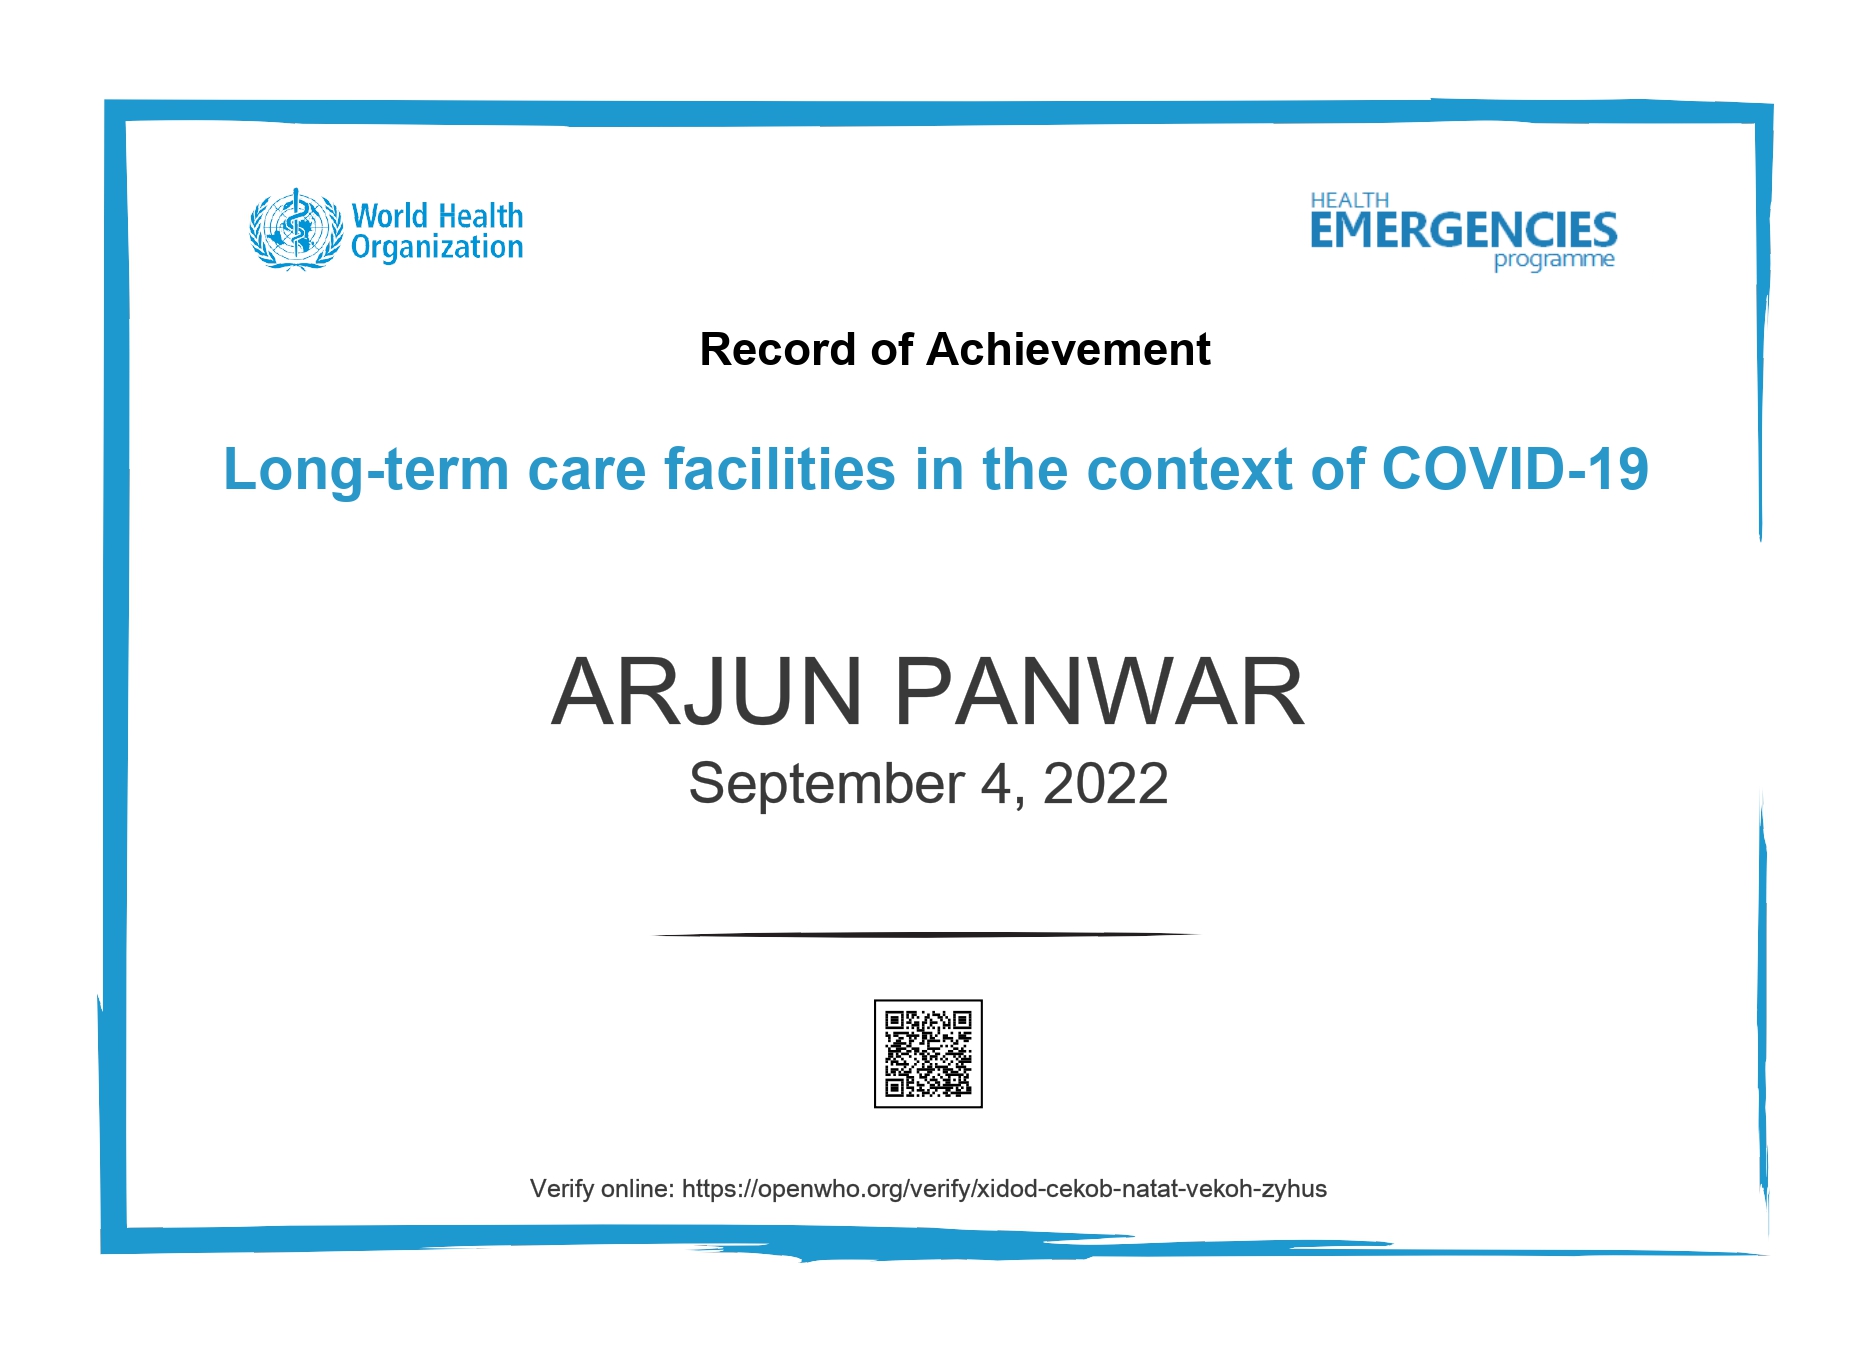 World Health
Organization
HEALTH
EMERGENCIES
programme
Record of Achievement
Long-term care facilities in the context of COVID-19
ARJUN PANWAR
September 4, 2022
Verify online: https://openwho.org/verify/xidod-cekob-natat-vekoh-zyhus